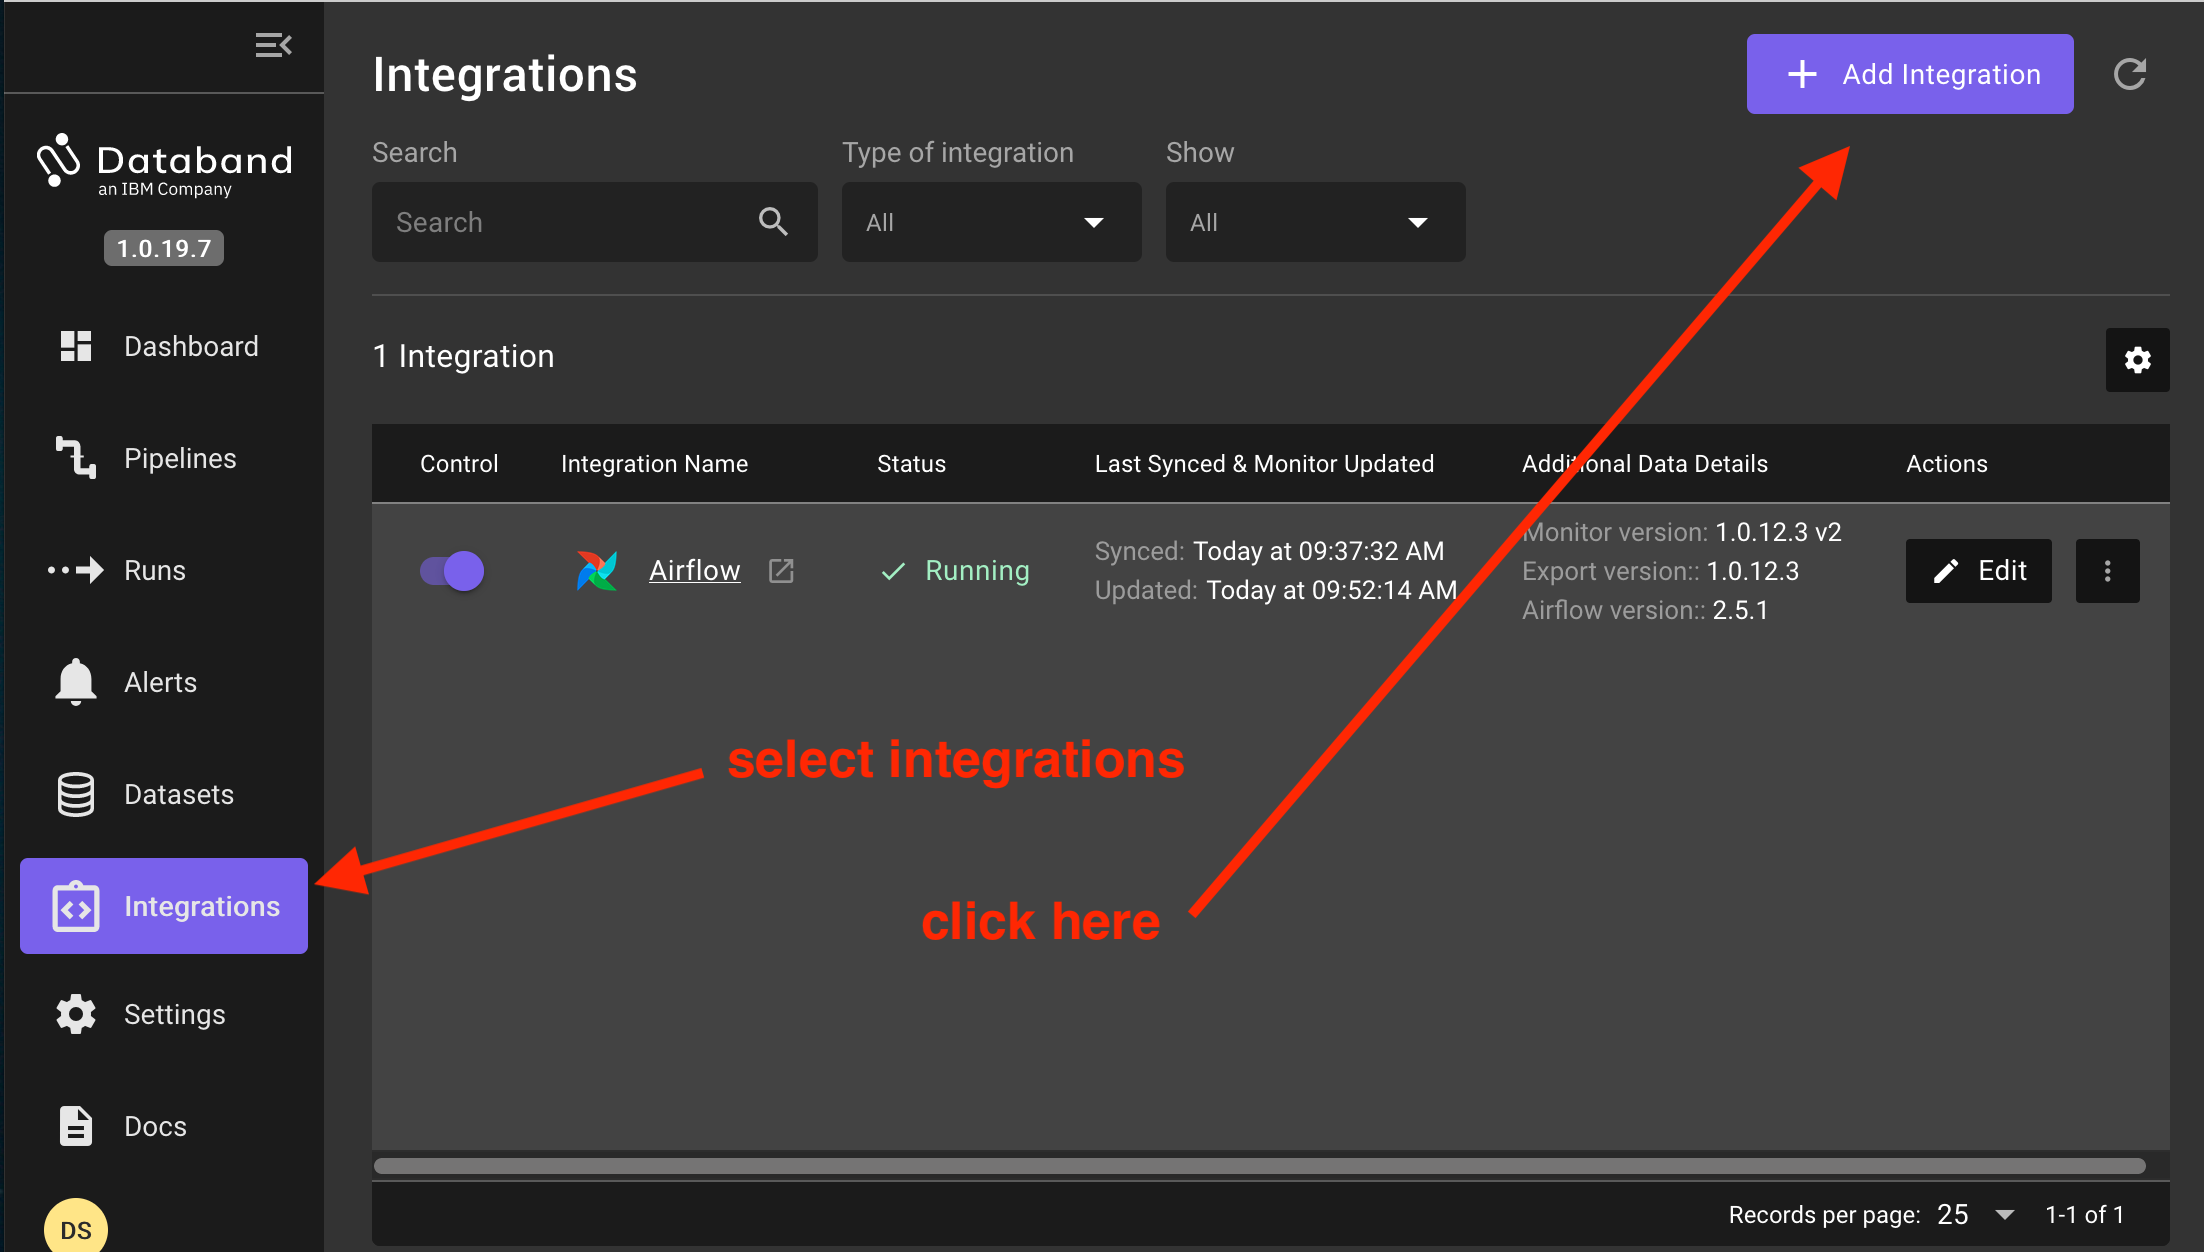 Databand
an IBM Company
1.0.19.7
Dashboard
Pipelines
Runs
Alerts
Datasets
Integrations
Settings
Docs
DS
Integrations
Add Integration
Search
Type of integration
Show
Search
All
All
1 Integration
Control
Integration Name
Status
Last Synced & Monitor Updated
Additional Data Details
Actions
Airflow
Running
Synced: Today at 09:37:32 AM
Updated: Today at 09:52:14 AM
Monitor version: 1.0.12.3 v2
Export version:: 1.0.12.3
Airflow version:: 2.5.1
Edit
select integrations
click here
Records per page: 25
1-1 of 1